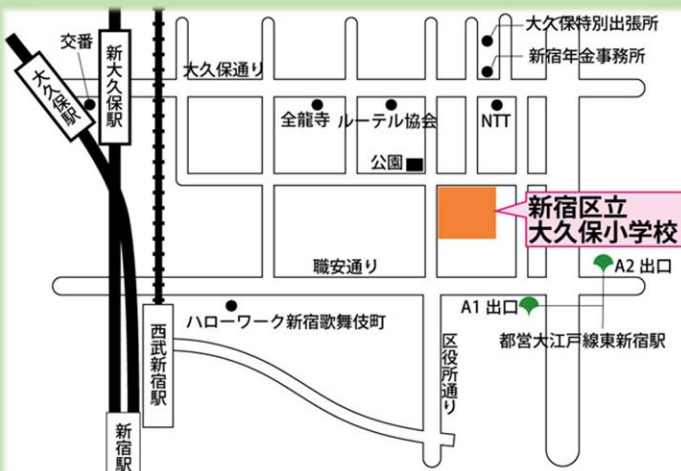 大久保特別出張所
交番
新宿年金事務所
新大久保駅
大久保通り
大久保駅
全龍寺
ルーテル協会
NTT
公園
新宿区立
大久保小学校
職安通り
A2 出口
A1 出口
ハローワーク新宿歌舞伎町
都営大江戸線東新宿駅
西武新宿駅
区役所通り
新宿駅